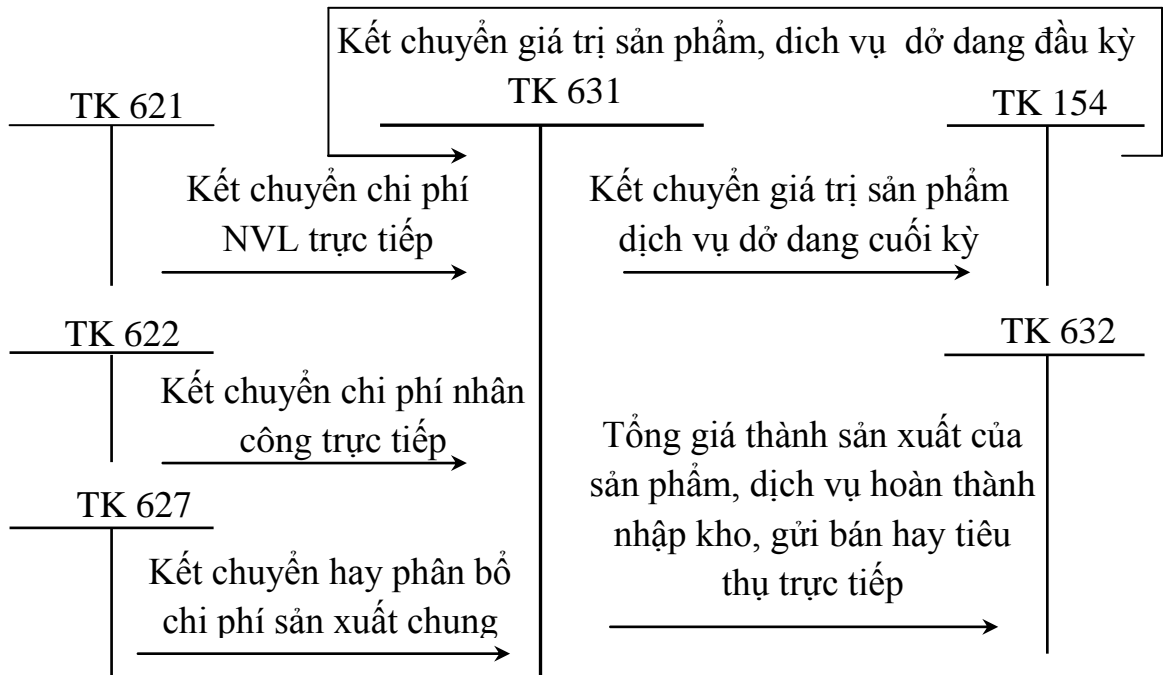 Kết chuyển giá trị sản phẩm, dich vụ dở dang đầu kỳ
TK 621
TK 631
TK 154
Kết chuyển chi phí
NVL trực tiếp
Kết chuyển giá trị sản phẩm
dịch vụ dở dang cuối kỳ
TK 622
TK 632
Kết chuyển chi phí nhân
công trực tiếp
Tổng giá thành sản xuất của
sản phẩm, dịch vụ hoàn thành
nhập kho, gửi bán hay tiêu
thụ trực tiếp
TK 627
Kết chuyển hay phân bổ
chi phí sản xuất chung